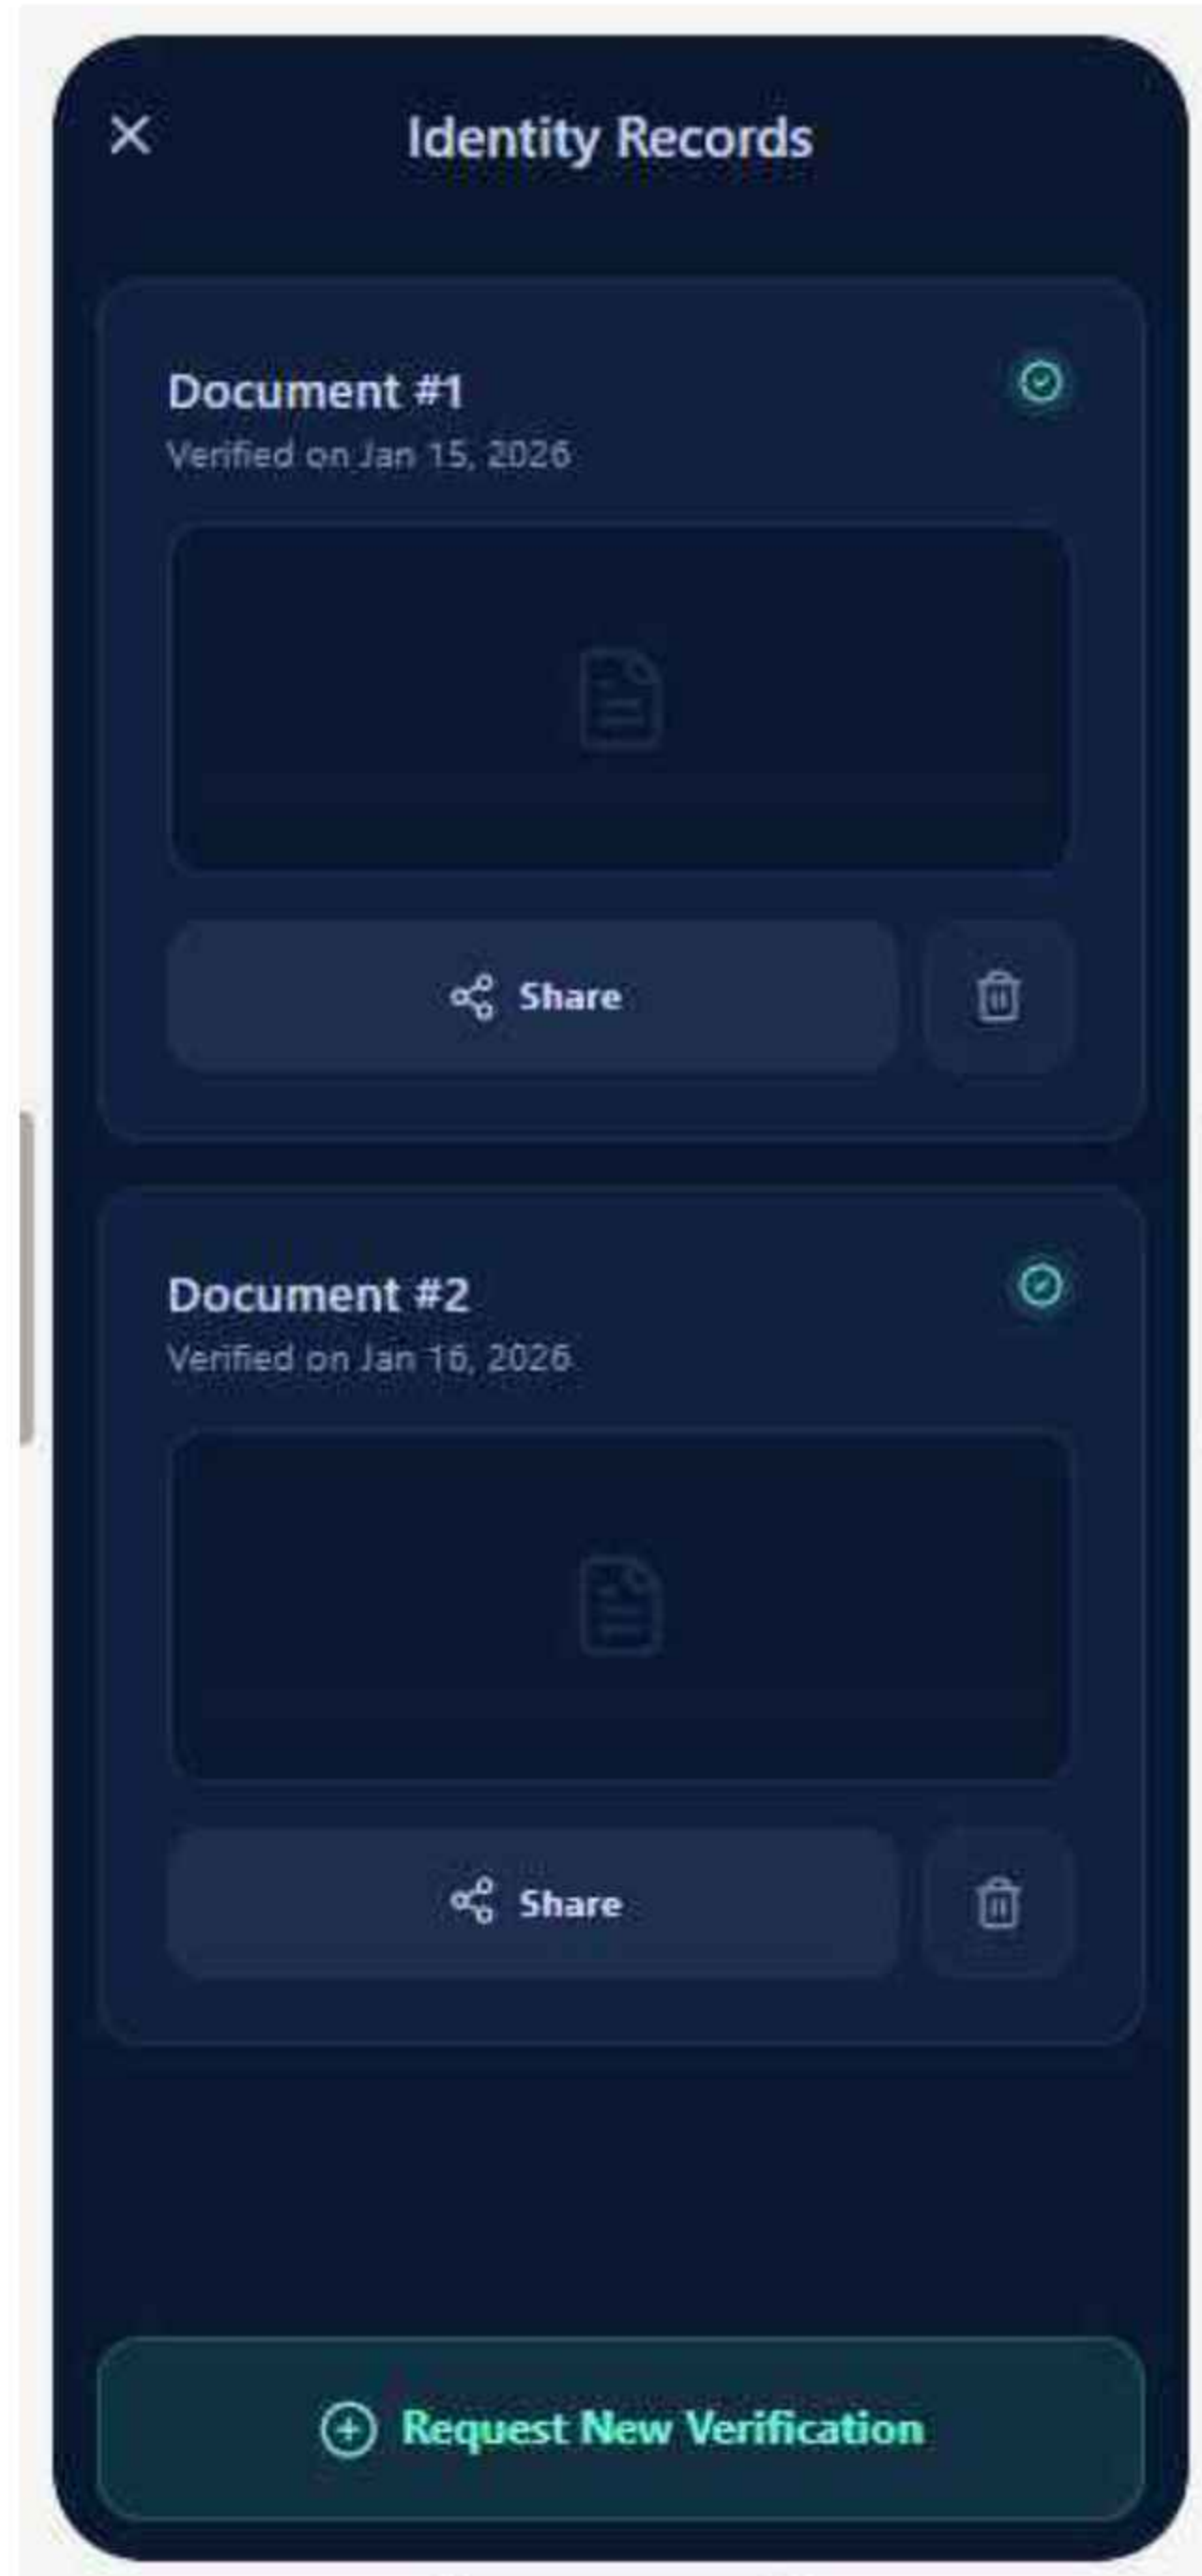 Identity Records
Document #1
Verified on Jan 15, 2026
Share
Document #2
Verified on Jan 16, 2026
Share
Request New Verification